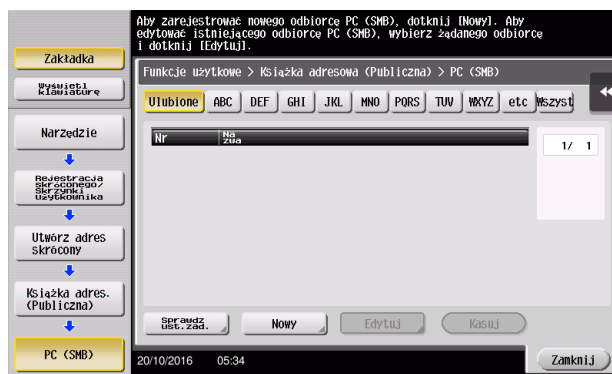 Aby zarejestrować nowego odbiorcę PC (SMB), dotknij [Nowy]. Aby
edytować istniejącego odbiorcę PC (SMB), wybierz żądanego odbiorcę
i dotknij [Edytuj].
Zakładka
Wyświetl
klawiaturę
Narzędzie
Rejestracja
skróconego/
Skrzynki
użytkownika
Utwórz adres
skrócony
Książka adres.
(Publiczna)
PC (SMB)
Funkcje użytkowe > Książka adresowa (Publiczna) > PC (SMB)
Ulubione ABC DEF GHI JKL MNO PQRS TUV WXYZ etc Wszyst
Nr Na
zwa
1/ 1
Sprawdz
ust.zad.
Nowy Edytuj Kasuj
20/10/2016 05:34 Zamknij